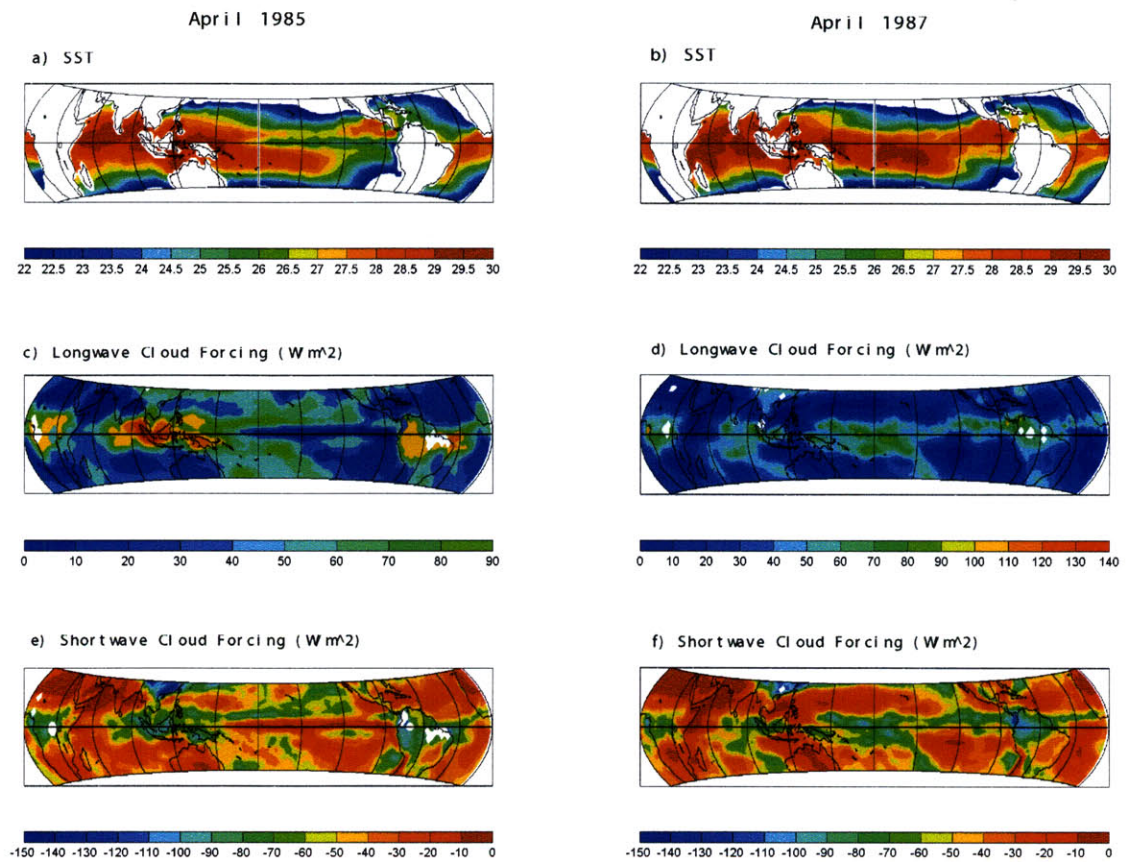 April 1985
April 1987
a) SST
b) SST
22 22.5 23 23.5 24 24.5 25 25.5 26 26.5 27 27.5 28 28.5 29 29.5 30
22 22.5 23 23.5 24 24.5 25 25.5 26 26.5 27 27.5 28 28.5 29 29.5 30
c) Longwave Cloud Forcing (W/m^2)
d) Longwave Cloud Forcing (W/m^2)
0 10 20 30 40 50 60 70 80 90
0 10 20 30 40 50 60 70 80 90 100 110 120 130 140
e) Shortwave Cloud Forcing (W/m^2)
f) Shortwave Cloud Forcing (W/m^2)
-150 -140 -130 -120 -110 -100 -90 -80 -70 -60 -50 -40 -30 -20 -10 0
-150 -140 -130 -120 -110 -100 -90 -80 -70 -60 -50 -40 -30 -20 -10 0